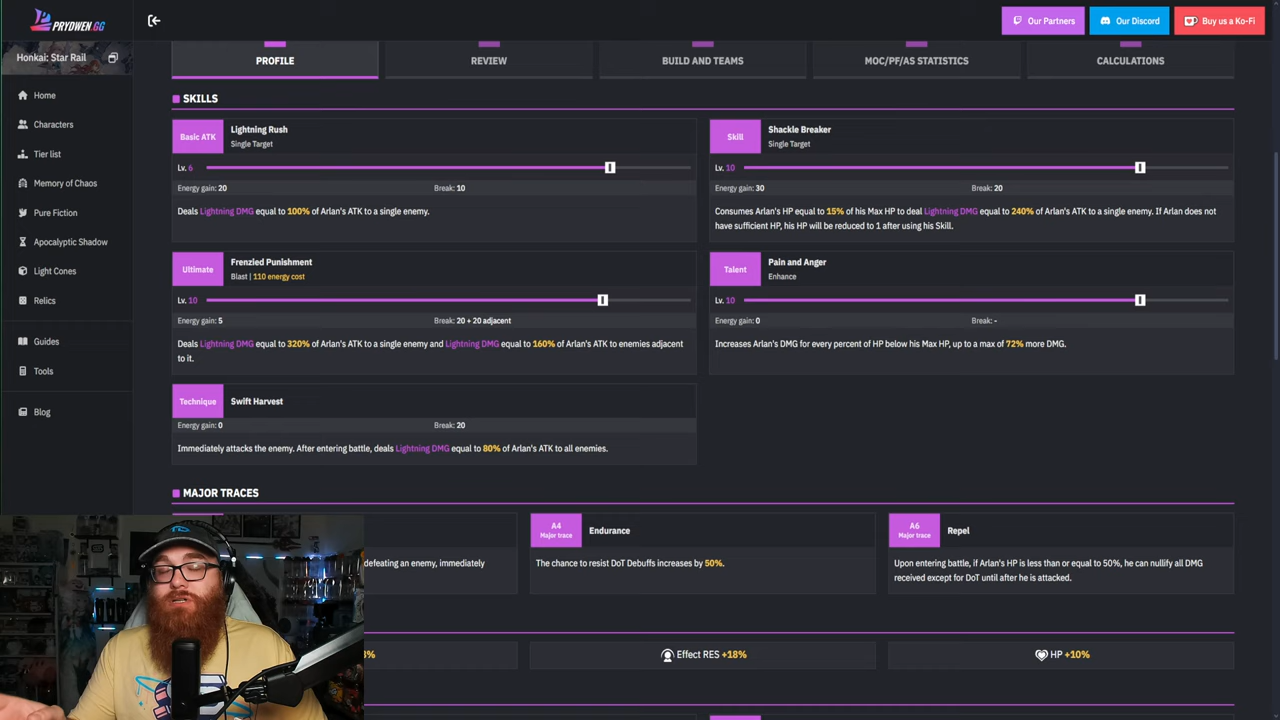 PRYDWEN.GG
Our Partners
Our Discord
Buy us a Ko-Fi
Honkai: Star Rail
Home
Characters
Tier list
Memory of Chaos
Pure Fiction
Apocalyptic Shadow
Light Cones
Relics
Guides
Tools
Blog
PROFILE
REVIEW
BUILD AND TEAMS
MOC/PF/AS STATISTICS
CALCULATIONS
SKILLS
Basic ATK
Lightning Rush
Single Target
Lv. 6
Energy gain: 20
Break: 10
Deals Lightning DMG equal to 100% of Arlan's ATK to a single enemy.
Skill
Shackle Breaker
Single Target
Lv. 10
Energy gain: 30
Break: 20
Consumes Arlan's HP equal to 15% of his Max HP to deal Lightning DMG equal to 240% of Arlan's ATK to a single enemy. If Arlan does not
have sufficient HP, his HP will be reduced to 1 after using his Skill.
Ultimate
Frenzied Punishment
Blast | 110 energy cost
Lv. 10
Energy gain: 5
Break: 20 + 20 adjacent
Deals Lightning DMG equal to 320% of Arlan's ATK to a single enemy and Lightning DMG equal to 160% of Arlan's ATK to enemies adjacent
to it.
Talent
Pain and Anger
Enhance
Lv. 10
Energy gain: 0
Break: -
Increases Arlan's DMG for every percent of HP below his Max HP, up to a max of 72% more DMG.
Technique
Swift Harvest
Energy gain: 0
Break: 20
Immediately attacks the enemy. After entering battle, deals Lightning DMG equal to 80% of Arlan's ATK to all enemies.
MAJOR TRACES
defeating an enemy, immediately
A4
Major trace
Endurance
The chance to resist DoT Debuffs increases by 50%.
A6
Major trace
Repel
Upon entering battle, if Arlan's HP is less than or equal to 50%, he can nullify all DMG
received except for DoT until after he is attacked.
Effect RES +18%
HP +10%